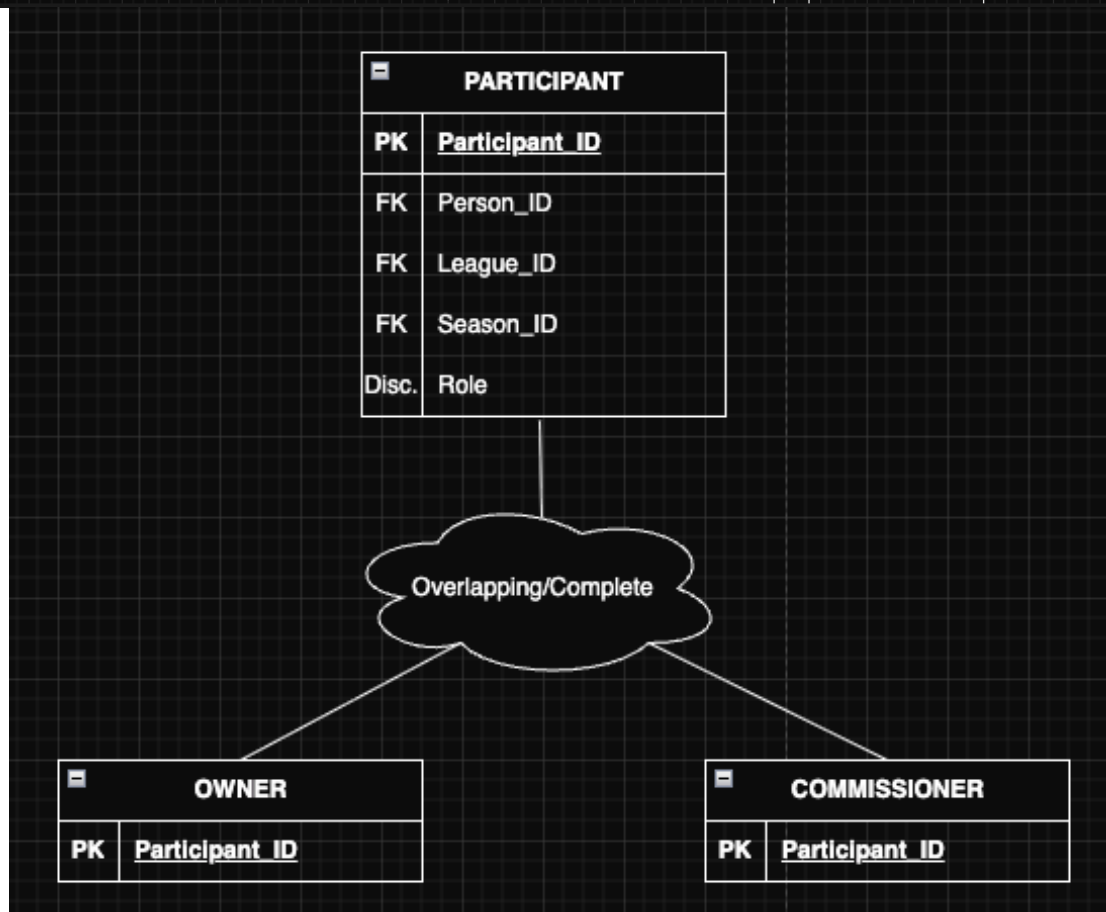 PARTICIPANT
PK Participant_ID
FK Person_ID
FK League_ID
FK Season_ID
Disc. Role
Overlapping/Complete
OWNER
PK Participant_ID
COMMISSIONER
PK Participant_ID